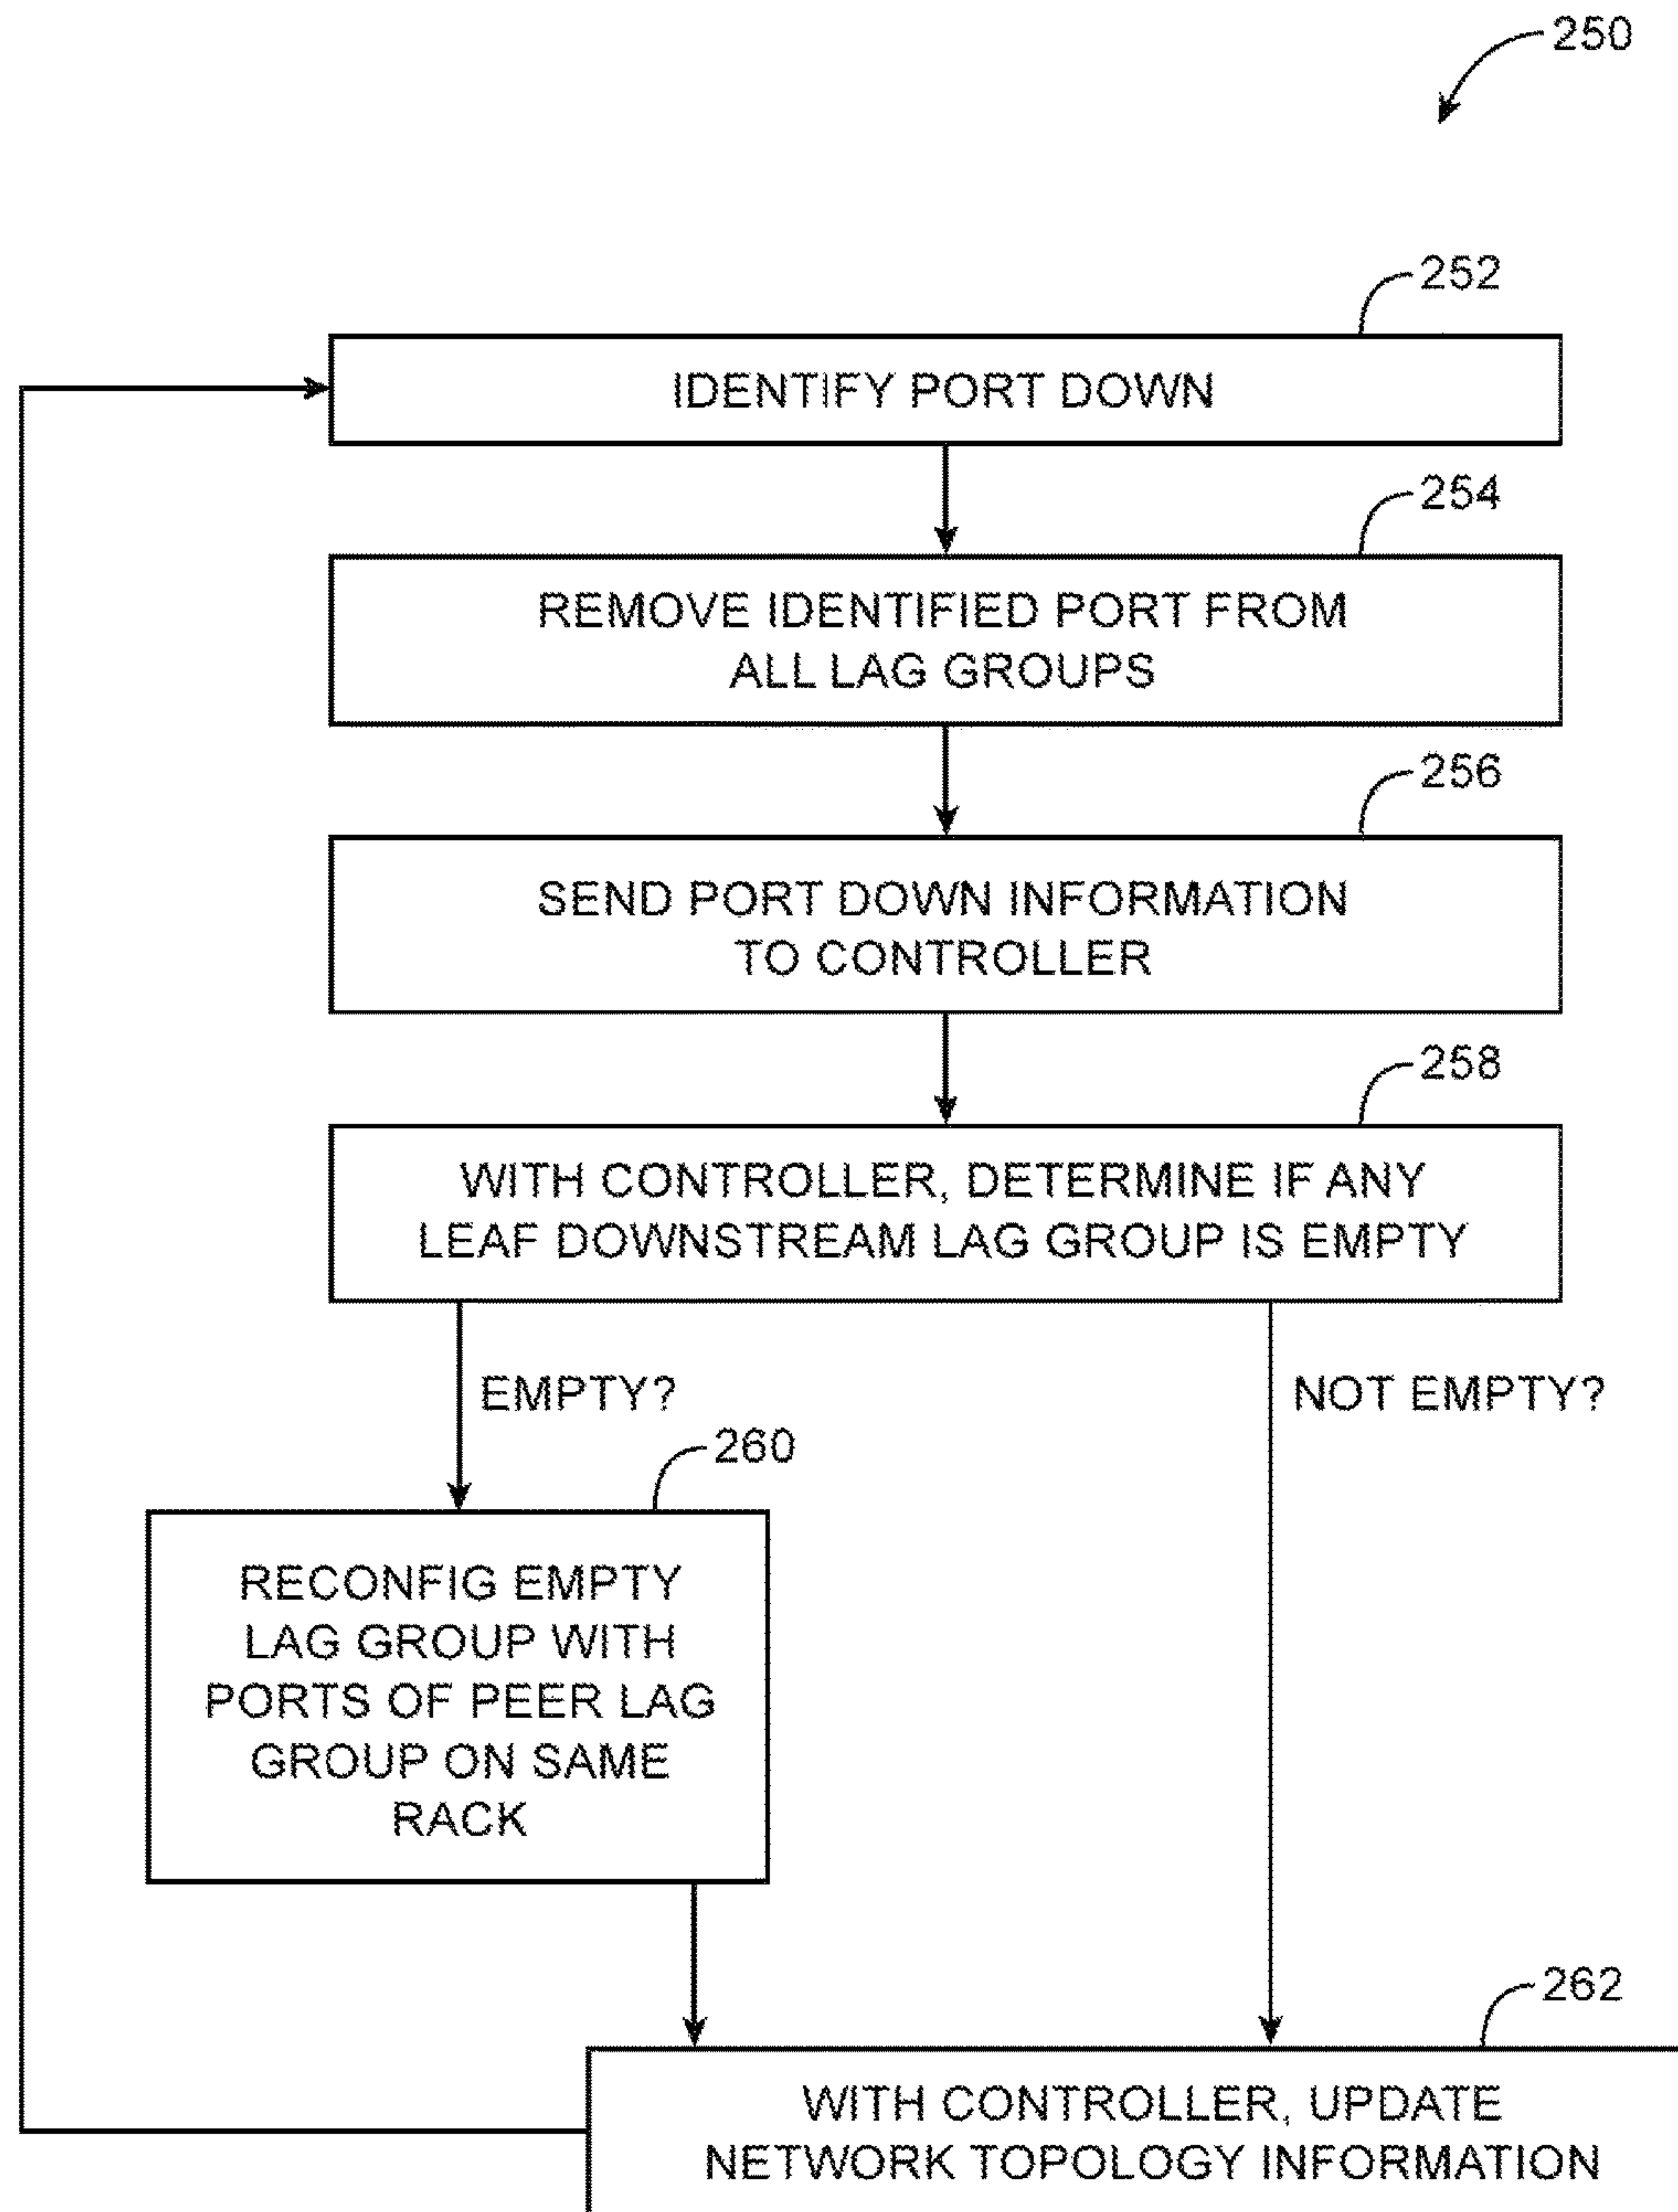 250
252
IDENTIFY PORT DOWN
254
REMOVE IDENTIFIED PORT FROM
ALL LAG GROUPS
256
SEND PORT DOWN INFORMATION
TO CONTROLLER
258
WITH CONTROLLER, DETERMINE IF ANY
LEAF DOWNSTREAM LAG GROUP IS EMPTY
EMPTY?
NOT EMPTY?
260
RECONFIG EMPTY
LAG GROUP WITH
PORTS OF PEER LAG
GROUP ON SAME
RACK
262
WITH CONTROLLER, UPDATE
NETWORK TOPOLOGY INFORMATION